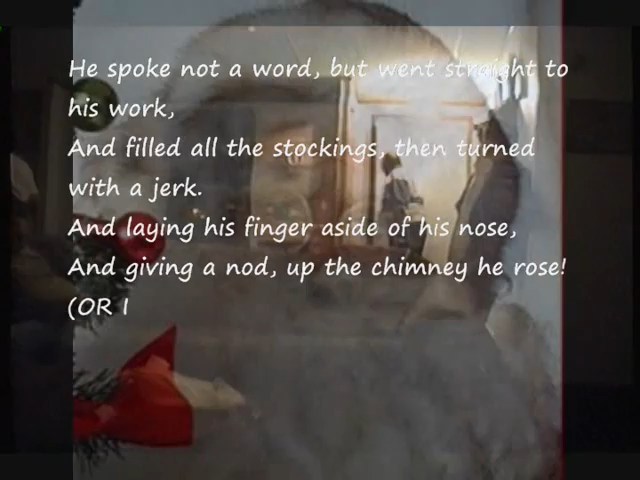 He spoke not a word, but went straight to
his work,
And filled all the stockings, then turned
with a jerk.
And laying his finger aside of his nose,
And giving a nod, up the chimney he rose!
(OR I